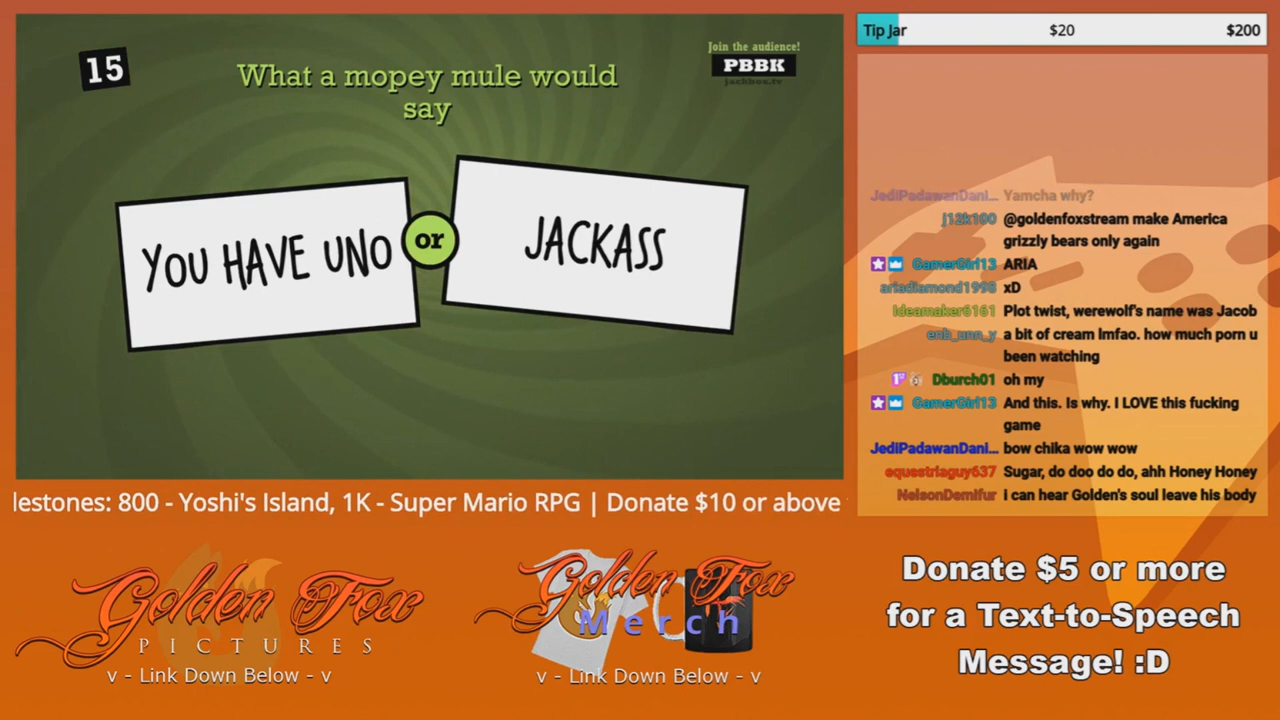 15
What a mopey mule would
say
Join the audience!
PBBK
jackbox.tv
YOU HAVE UNO
or
JACKASS
lestones: 800 - Yoshi's Island, 1K - Super Mario RPG | Donate $10 or above
Tip Jar $20 $200
JediPadawanDani... Yamcha why?
j12k100 @goldenfoxstream make America
grizzly bears only again
GamerGirl13 ARIA
ariadiamond1998 xD
Ideamaker6161 Plot twist, werewolf's name was Jacob
enb_unn_y a bit of cream lmfao. how much porn u
been watching
Dburch01 oh my
GamerGirl13 And this. Is why. I LOVE this fucking
game
JediPadawanDani... bow chika wow wow
equestriaguy637 Sugar, do doo do do, ahh Honey Honey
NelsonDemifur i can hear Golden's soul leave his body
Golden Fox
PICTURES
v - Link Down Below - v
Golden Fox
Merch
v - Link Down Below - v
Donate $5 or more
for a Text-to-Speech
Message! :D